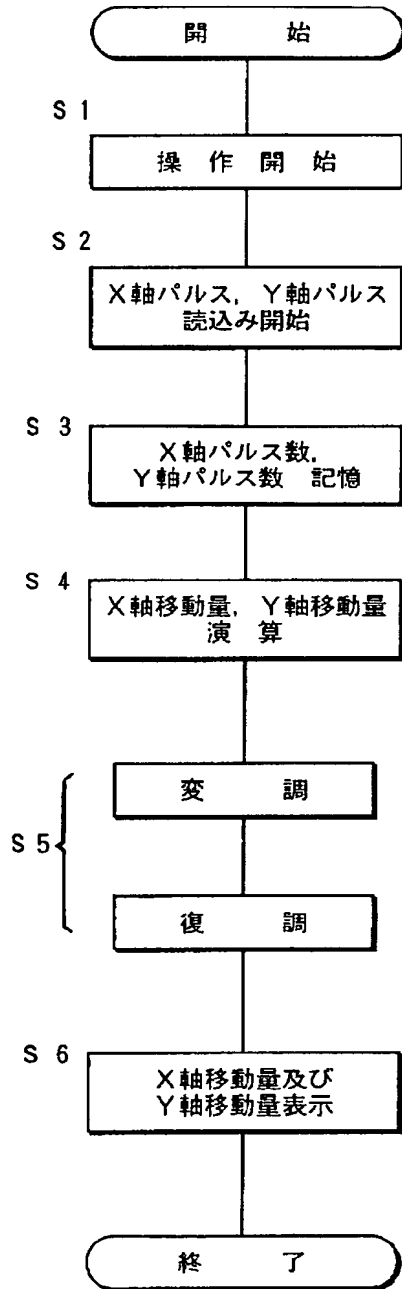 開始
S 1
操作開始
S 2
X軸パルス, Y軸パルス
読込み開始
S 3
X軸パルス数,
Y軸パルス数 記憶
S 4
X軸移動量, Y軸移動量
演算
S 5
変調
復調
S 6
X軸移動量及び
Y軸移動量表示
終了